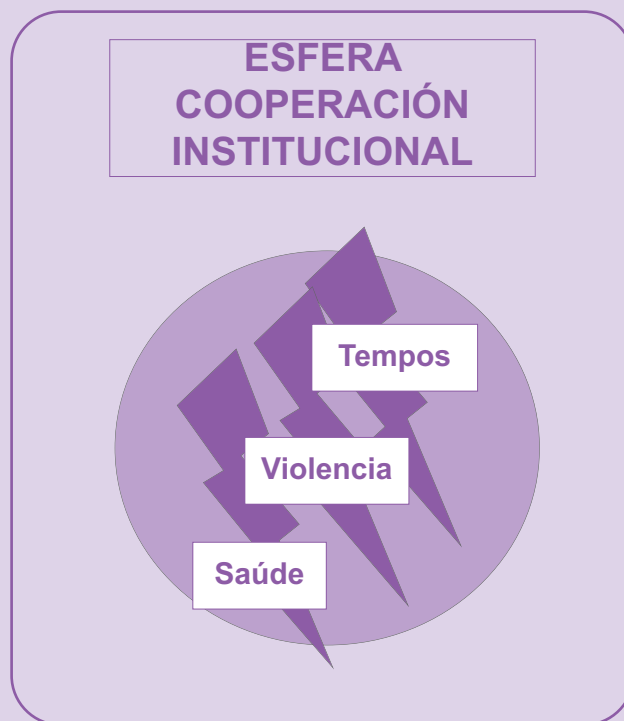 ESFERA
COOPERACIÓN
INSTITUCIONAL
Tempos
Violencia
Saúde